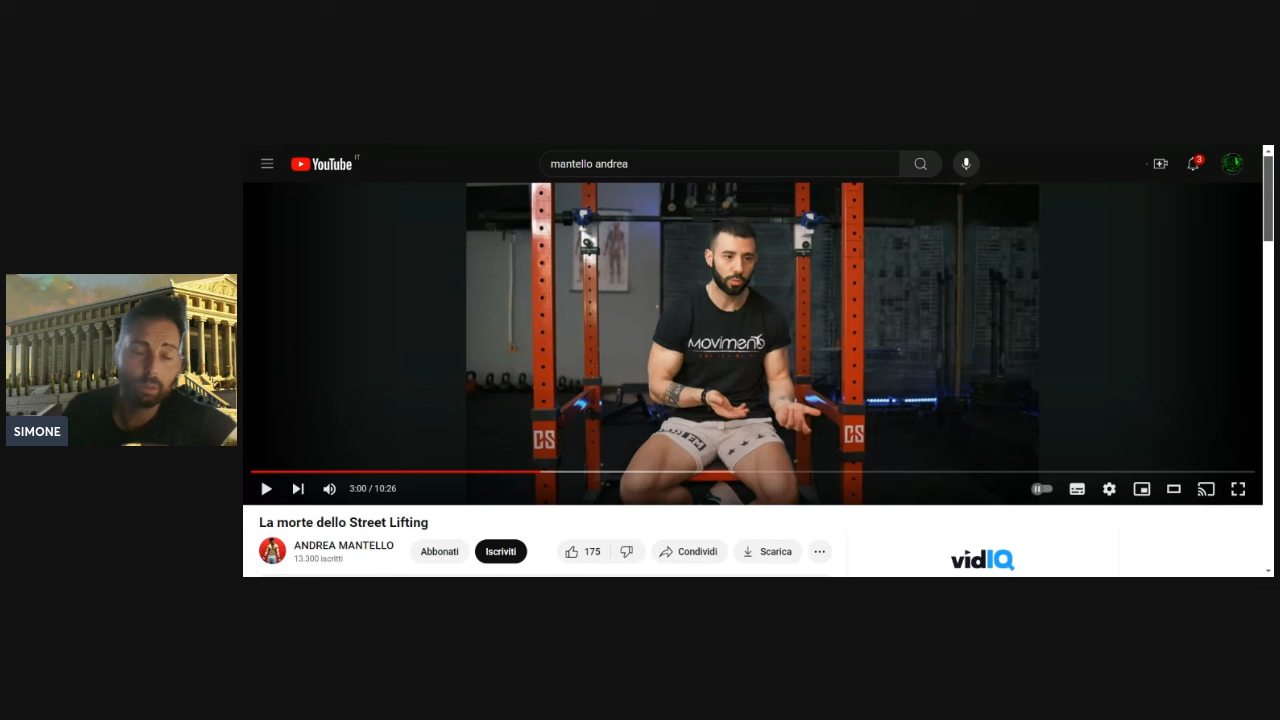 YouTube IT
mantello andrea
3
MOVIMENTO
CS
CS
SIMONE
3:00 / 10:26
La morte dello Street Lifting
ANDREA MANTELLO
13.300 iscritti
Abbonati
Iscriviti
175
Condividi
Scarica
vidIQ